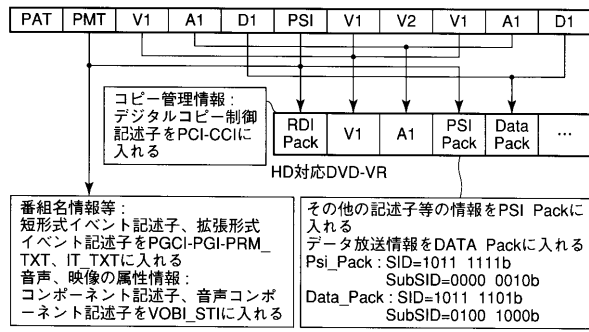 PAT PMT V1 A1 D1 PSI V1 V2 V1 A1 D1
コピー管理情報：
デジタルコピー制御
記述子をPCI-CCIに
入れる
RDI Pack V1 A1 PSI Pack Data Pack …
HD対応DVD-VR
番組名情報等：
短形式イベント記述子、拡張形式
イベント記述子をPGCI-PGI-PRM_
TXT、IT_TXTに入れる
音声、映像の属性情報：
コンポーネント記述子、音声コンポ
ーネント記述子をVOBI_STIに入れる
その他の記述子等の情報をPSI Packに
入れる
データ放送情報をDATA Packに入れる
Psi_Pack : SID=1011 1111b
SubSID=0000 0010b
Data_Pack : SID=1011 1101b
SubSID=0100 1000b